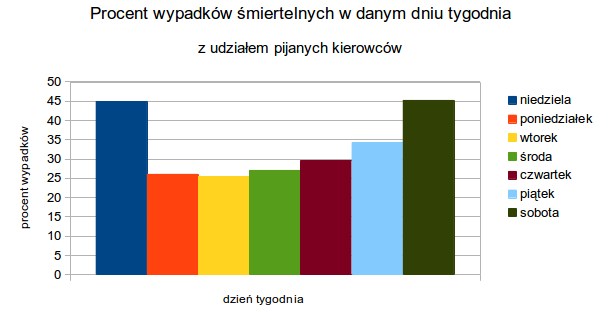 Procent wypadków śmiertelnych w danym dniu tygodnia
z udziałem pijanych kierowców
procent wypadków
50
45
40
35
30
25
20
15
10
5
0
dzień tygodnia
niedziela
poniedziałek
wtorek
środa
czwartek
piątek
sobota